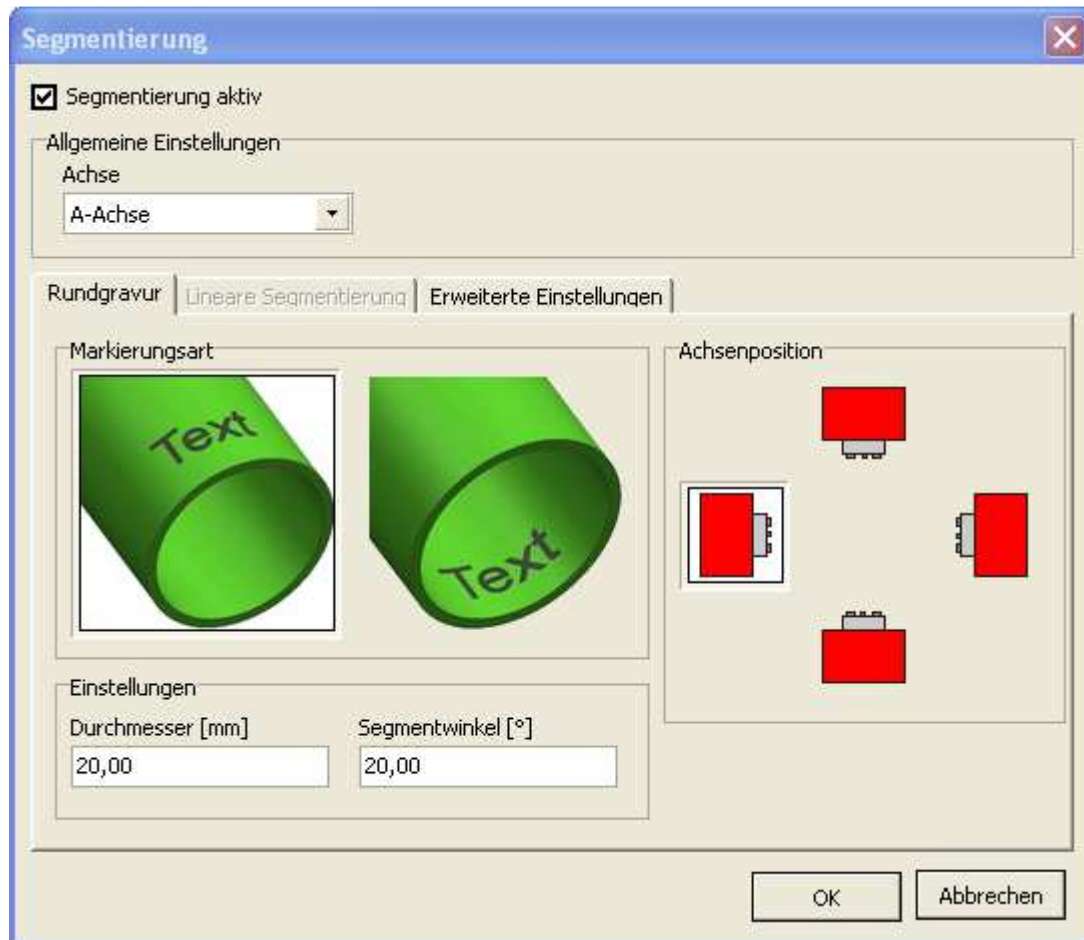 Segmentierung
Segmentierung aktiv
Allgemeine Einstellungen
Achse
A-Achse
Rundgravur Lineare Segmentierung Erweiterte Einstellungen
Markierungsart Achsenposition
Text Text
Einstellungen
Durchmesser [mm] Segmentwinkel [°]
20,00 20,00
OK Abbrechen